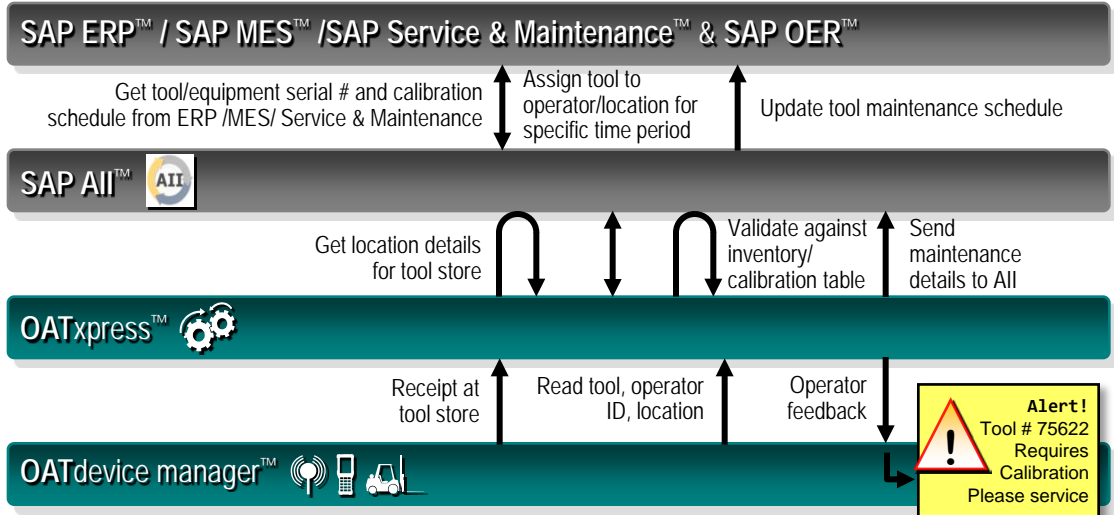 SAP ERP™ / SAP MES™ /SAP Service & Maintenance™ & SAP OER™
Get tool/equipment serial # and calibration
schedule from ERP /MES/ Service & Maintenance
Assign tool to
operator/location for
specific time period
Update tool maintenance schedule
SAP AII™
AII
Get location details
for tool store
Validate against
inventory/
calibration table
Send
maintenance
details to AII
OATxpress™
Receipt at
tool store
Read tool, operator
ID, location
Operator
feedback
OATdevice manager™
Alert!
Tool # 75622
Requires
Calibration
Please service